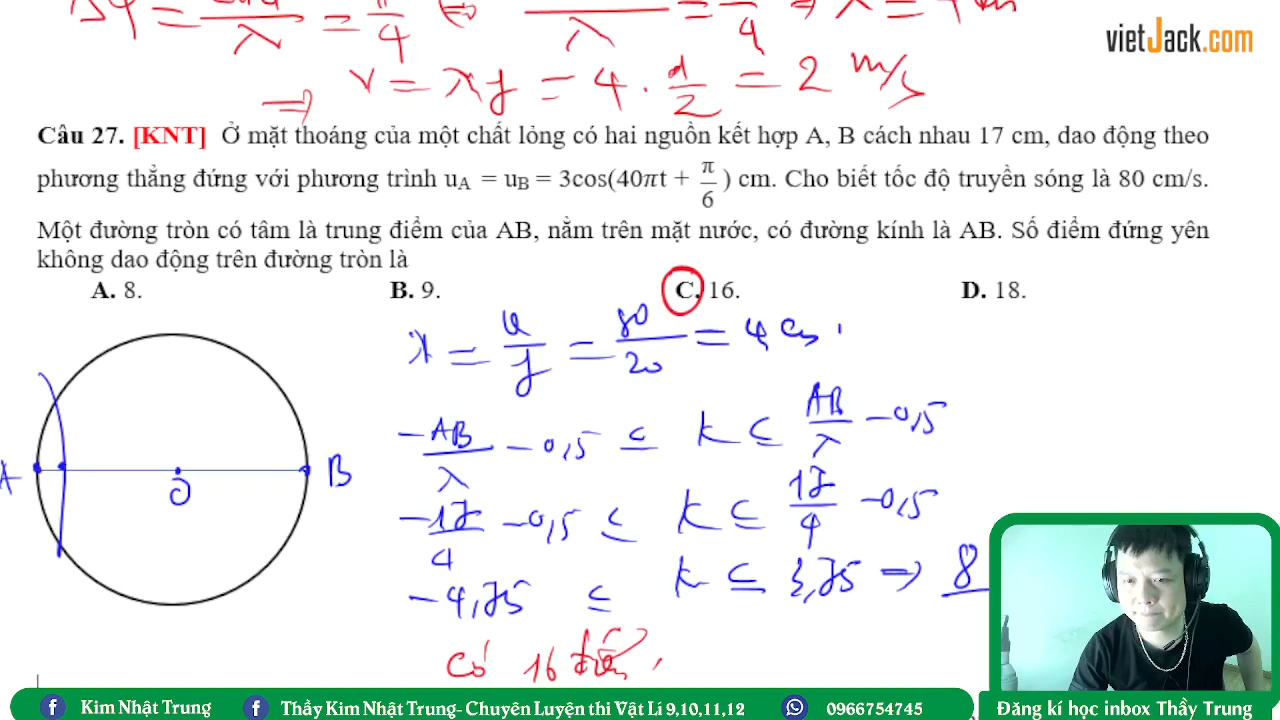 vietJack.com
= π/4 ⇔ /λ = /4 ⇒ λ =
⇒ v = λf = 4 . 1/2 = 2 m/s
Câu 27. [KNT] Ở mặt thoáng của một chất lỏng có hai nguồn kết hợp A, B cách nhau 17 cm, dao động theo
phương thẳng đứng với phương trình uA = uB = 3cos(40πt + π/6) cm. Cho biết tốc độ truyền sóng là 80 cm/s.
Một đường tròn có tâm là trung điểm của AB, nằm trên mặt nước, có đường kính là AB. Số điểm đứng yên
không dao động trên đường tròn là
A. 8. B. 9. C. 16. D. 18.
λ = v/f = 80/20 = 4 cm
-AB/λ - 0,5 ≤ k ≤ AB/λ - 0,5
A O B
-17/4 - 0,5 ≤ k ≤ 17/4 - 0,5
-4,75 ≤ k ≤ 3,75 ⇒ 8
có 16 điểm
Kim Nhật Trung Thầy Kim Nhật Trung- Chuyên Luyện thi Vật Lí 9,10,11,12 0966754745 Đăng kí học inbox Thầy Trung